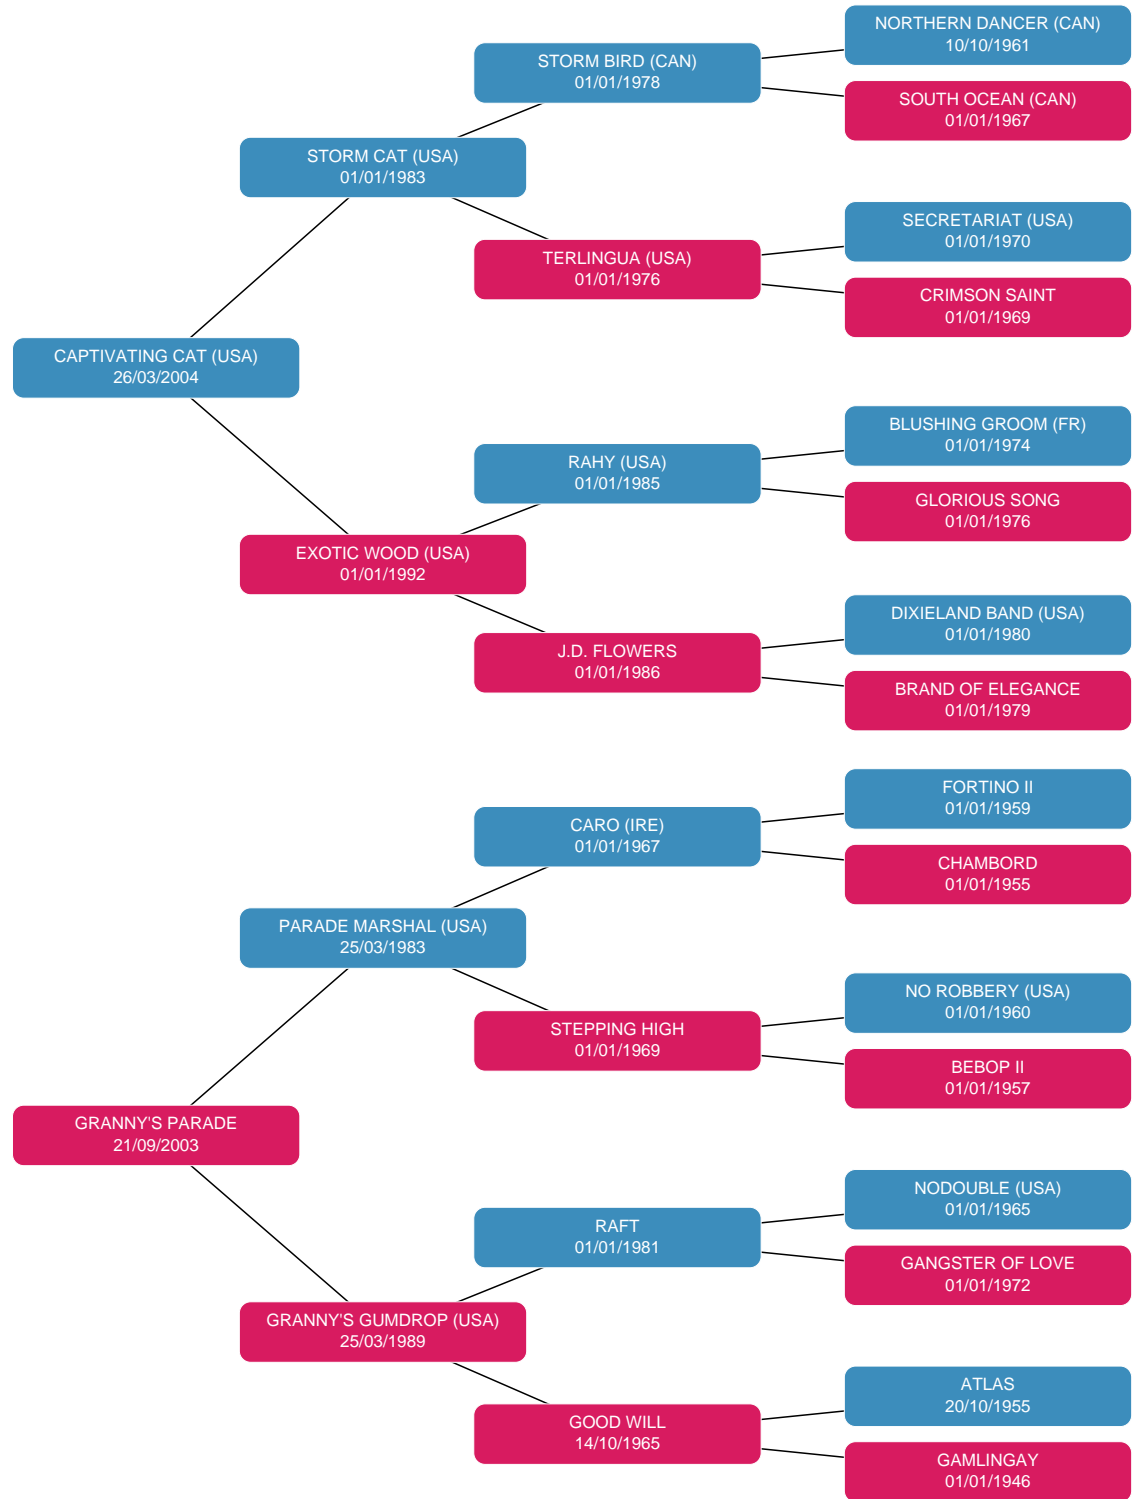 NORTHERN DANCER (CAN)
10/10/1961
STORM BIRD (CAN)
01/01/1978
SOUTH OCEAN (CAN)
01/01/1967
STORM CAT (USA)
01/01/1983
SECRETARIAT (USA)
01/01/1970
TERLINGUA (USA)
01/01/1976
CRIMSON SAINT
01/01/1969
CAPTIVATING CAT (USA)
26/03/2004
BLUSHING GROOM (FR)
01/01/1974
RAHY (USA)
01/01/1985
GLORIOUS SONG
01/01/1976
EXOTIC WOOD (USA)
01/01/1992
DIXIELAND BAND (USA)
01/01/1980
J.D. FLOWERS
01/01/1986
BRAND OF ELEGANCE
01/01/1979
FORTINO II
01/01/1959
CARO (IRE)
01/01/1967
CHAMBORD
01/01/1955
PARADE MARSHAL (USA)
25/03/1983
NO ROBBERY (USA)
01/01/1960
STEPPING HIGH
01/01/1969
BEBOP II
01/01/1957
GRANNY'S PARADE
21/09/2003
NODOUBLE (USA)
01/01/1965
RAFT
01/01/1981
GANGSTER OF LOVE
01/01/1972
GRANNY'S GUMDROP (USA)
25/03/1989
ATLAS
20/10/1955
GOOD WILL
14/10/1965
GAMLINGAY
01/01/1946